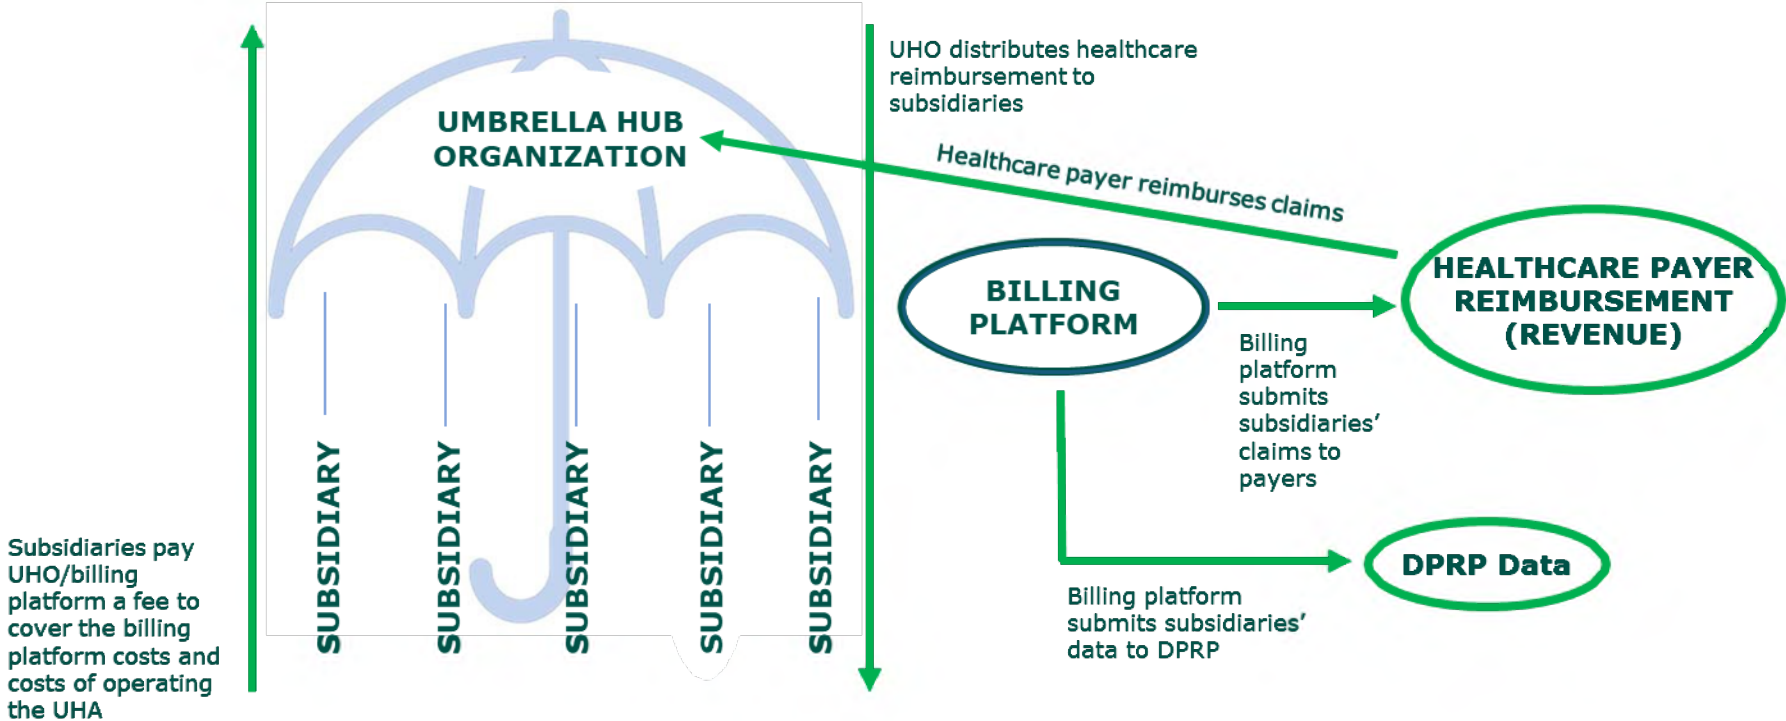 UHO distributes healthcare
reimbursement to
subsidiaries
UMBRELLA HUB
ORGANIZATION
Healthcare payer reimburses claims
HEALTHCARE PAYER
REIMBURSEMENT
(REVENUE)
BILLING
PLATFORM
Billing
platform
submits
subsidiaries’
claims to
payers
SUBSIDIARY
SUBSIDIARY
SUBSIDIARY
SUBSIDIARY
SUBSIDIARY
Subsidiaries pay
UHO/billing
platform a fee to
cover the billing
platform costs and
costs of operating
the UHA
DPRP Data
Billing platform
submits subsidiaries’
data to DPRP